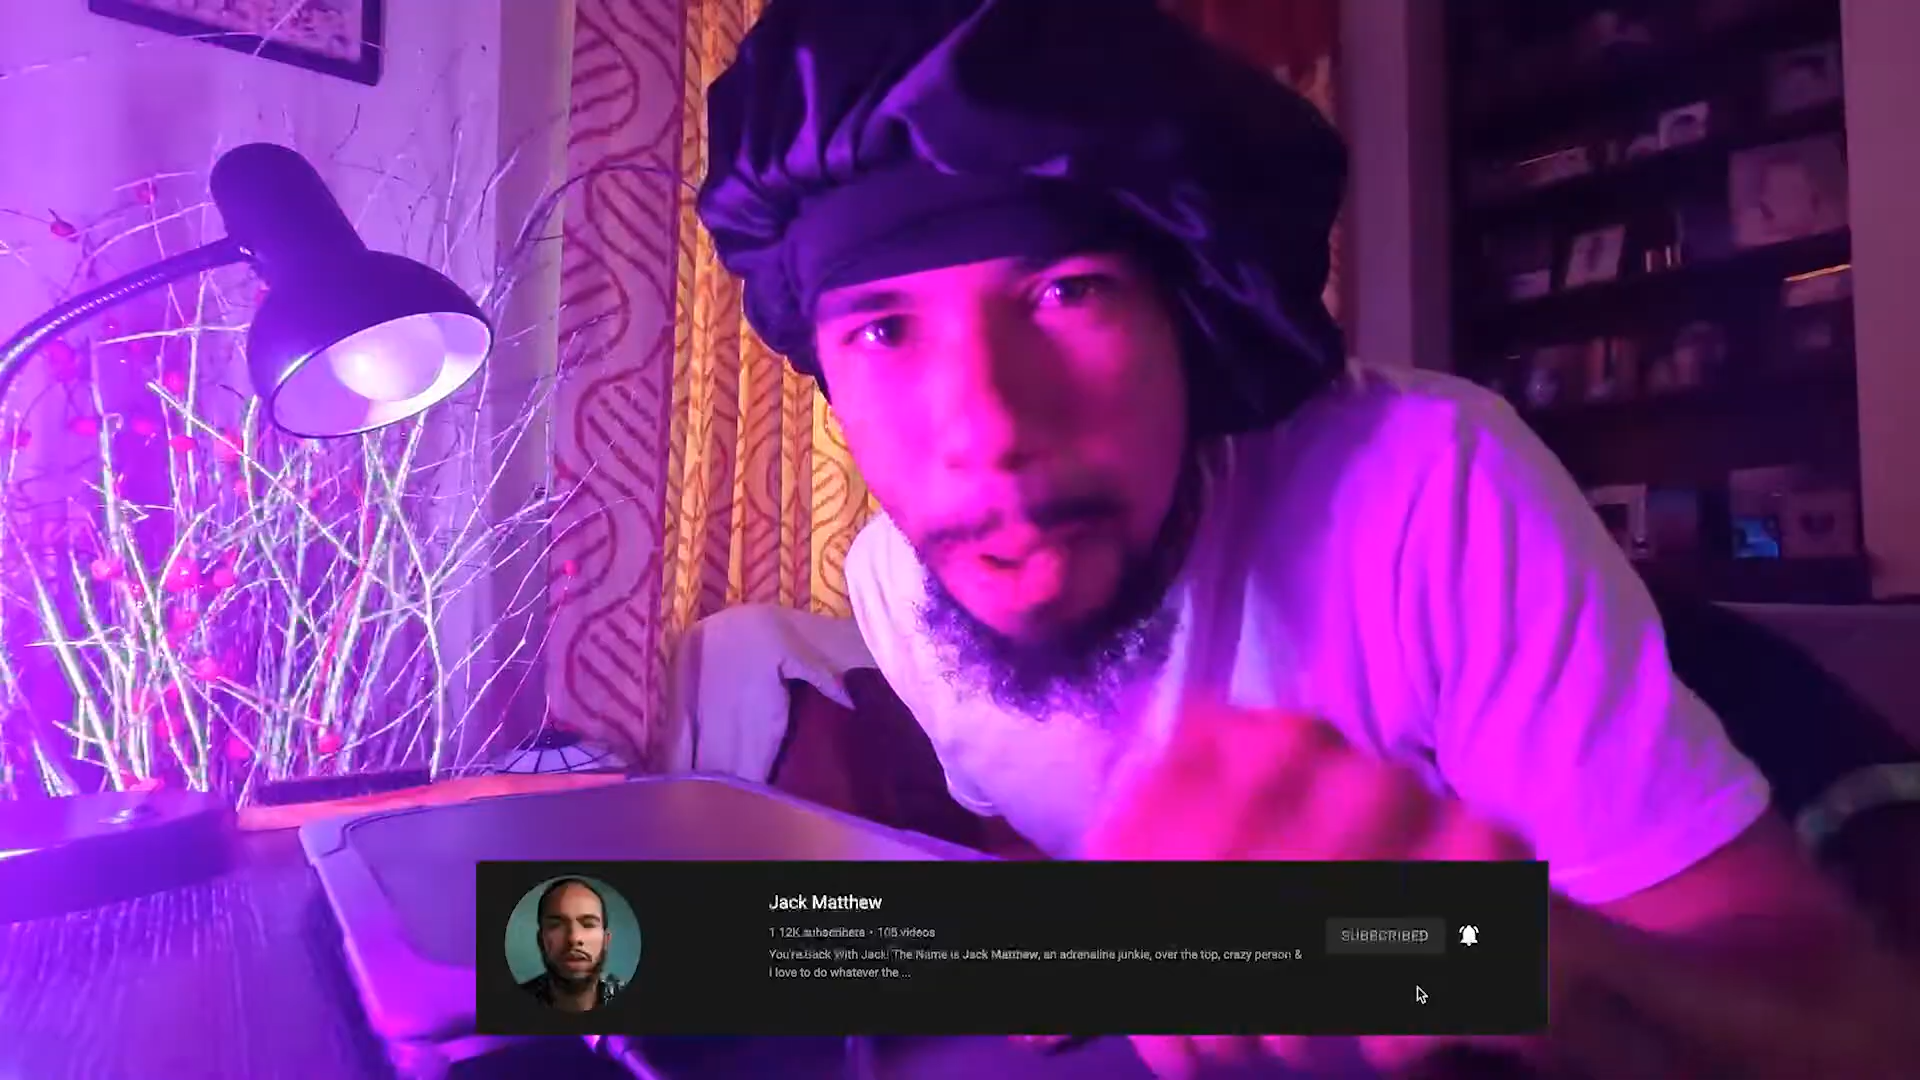 Jack Matthew
1.12K subscribers • 105 videos
You're Back With Jack! The Name is Jack Matthew, an adrenaline junkie, over the top, crazy person &
I love to do whatever the ...
SUBSCRIBED